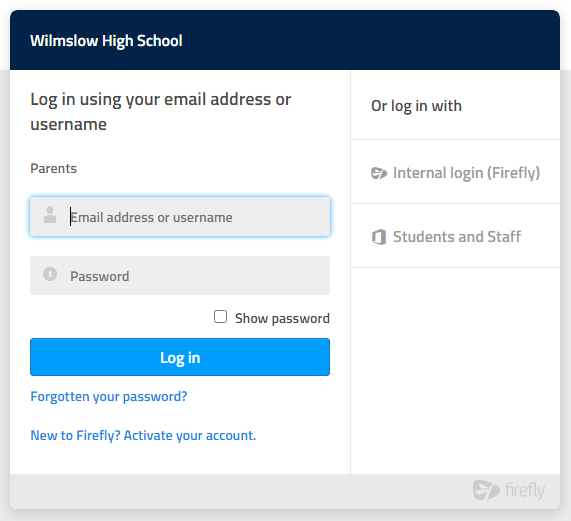 Wilmslow High School
Log in using your email address or
username
Parents
Email address or username
Password
Show password
Log in
Forgotten your password?
New to Firefly? Activate your account.
Or log in with
Internal login (Firefly)
Students and Staff
firefly